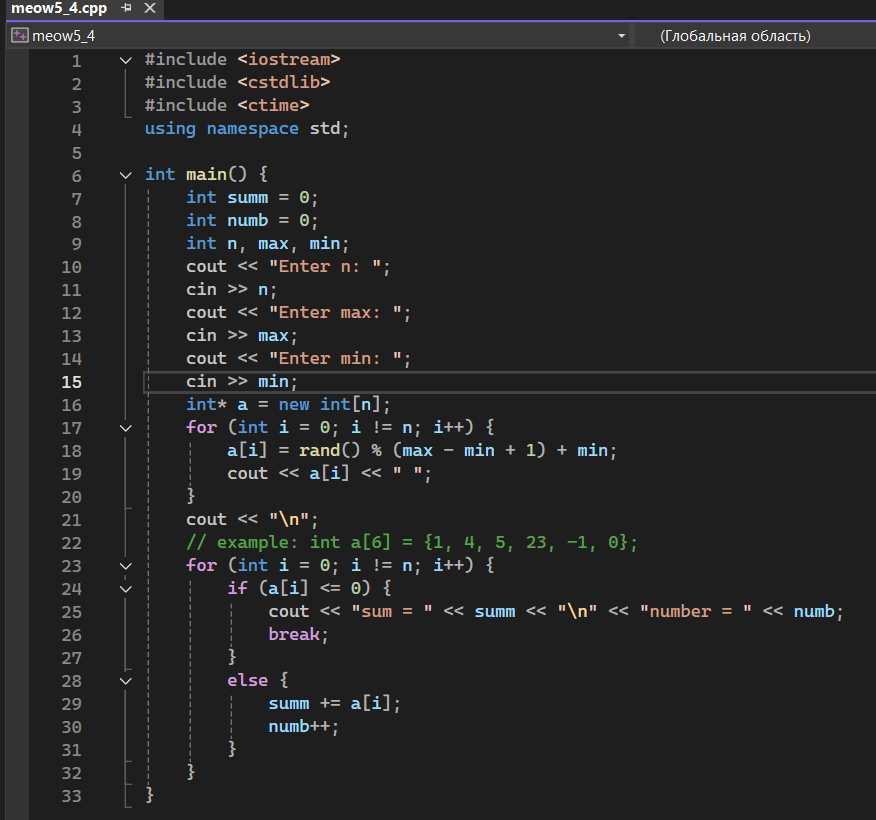 meow5_4.cpp
meow5_4 (Глобальная область)
1 #include <iostream>
2 #include <cstdlib>
3 #include <ctime>
4 using namespace std;
5
6 int main() {
7 int summ = 0;
8 int numb = 0;
9 int n, max, min;
10 cout << "Enter n: ";
11 cin >> n;
12 cout << "Enter max: ";
13 cin >> max;
14 cout << "Enter min: ";
15 cin >> min;
16 int* a = new int[n];
17 for (int i = 0; i != n; i++) {
18 a[i] = rand() % (max - min + 1) + min;
19 cout << a[i] << " ";
20 }
21 cout << "\n";
22 // example: int a[6] = {1, 4, 5, 23, -1, 0};
23 for (int i = 0; i != n; i++) {
24 if (a[i] <= 0) {
25 cout << "sum = " << summ << "\n" << "number = " << numb;
26 break;
27 }
28 else {
29 summ += a[i];
30 numb++;
31 }
32 }
33 }